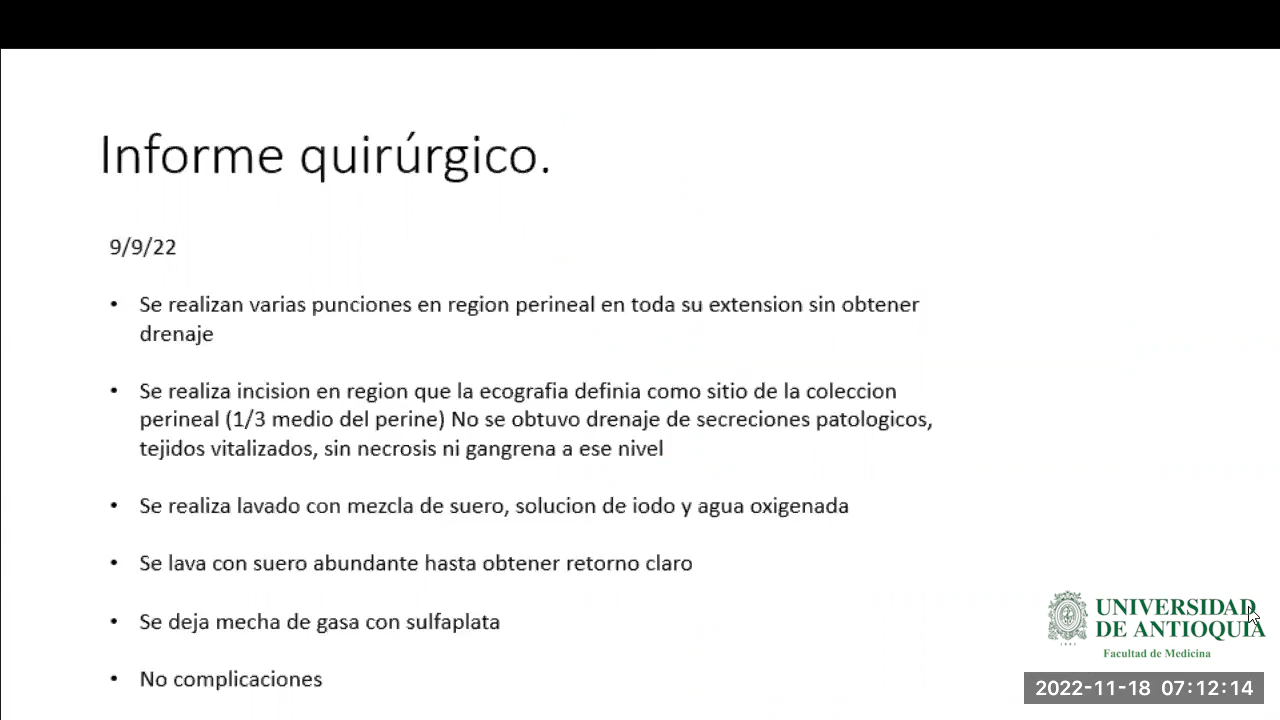 Informe quirúrgico.
9/9/22
• Se realizan varias punciones en region perineal en toda su extension sin obtener
drenaje
• Se realiza incision en region que la ecografia definia como sitio de la coleccion
perineal (1/3 medio del perine) No se obtuvo drenaje de secreciones patologicos,
tejidos vitalizados, sin necrosis ni gangrena a ese nivel
• Se realiza lavado con mezcla de suero, solucion de iodo y agua oxigenada
• Se lava con suero abundante hasta obtener retorno claro
• Se deja mecha de gasa con sulfaplata
• No complicaciones
UNIVERSIDAD
DE ANTIOQUIA
Facultad de Medicina
2022-11-18 07:12:14